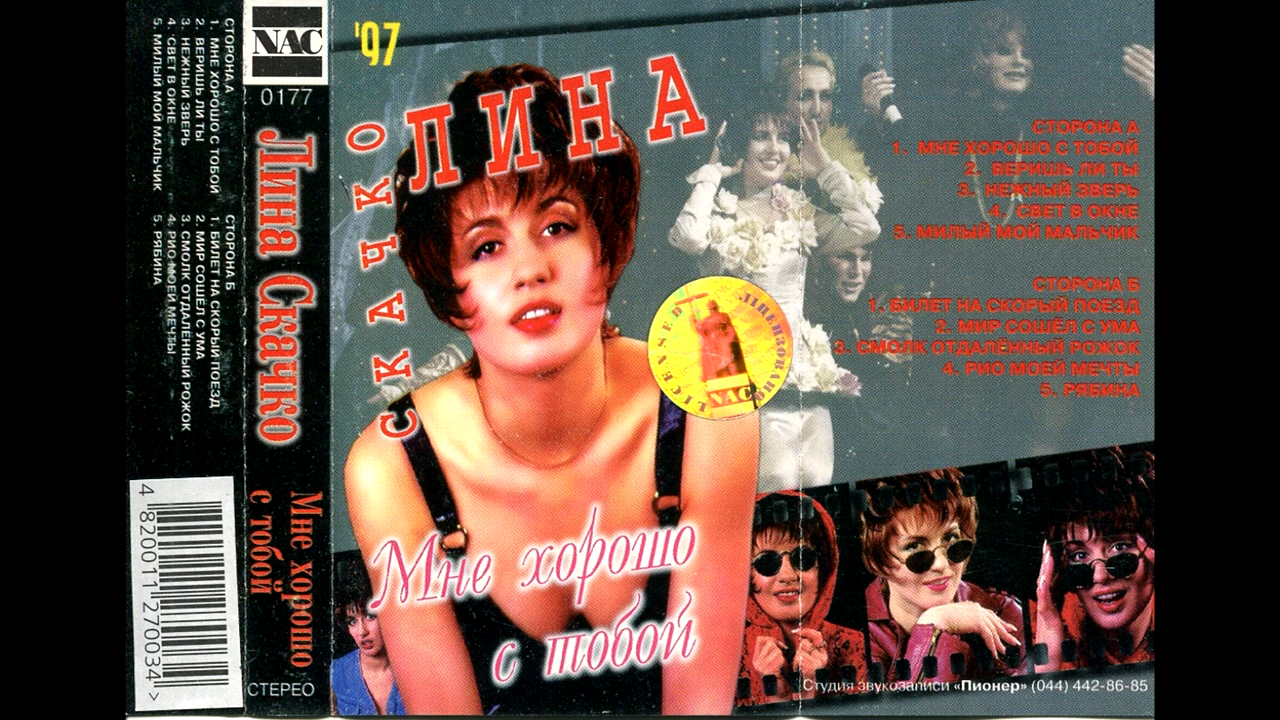 СТОРОНА А
1. МНЕ ХОРОШО С ТОБОЙ
2. ВЕРИШЬ ЛИ ТЫ
3. НЕЖНЫЙ ЗВЕРЬ
4. СВЕТ В ОКНЕ
5. МИЛЫЙ МОЙ МАЛЬЧИК
СТОРОНА Б
1. БИЛЕТ НА СКОРЫЙ ПОЕЗД
2. МИР СОШЁЛ С УМА
3. СМОЛК ОТДАЛЁННЫЙ РОЖОК
4. РИО МОЕЙ МЕЧТЫ
5. РЯБИНА
4 820011 270034 >
NAC
0177
Лина Скачко
Мне хорошо
с тобой
СТЕРЕО
'97
ЛИНА
СКАЧКО
Мне хорошо
с тобой
LICENSED
ЛІЦЕНЗОВАНО
NAC
СТОРОНА А
1. МНЕ ХОРОШО С ТОБОЙ
2. ВЕРИШЬ ЛИ ТЫ
3. НЕЖНЫЙ ЗВЕРЬ
4. СВЕТ В ОКНЕ
5. МИЛЫЙ МОЙ МАЛЬЧИК
СТОРОНА Б
1. БИЛЕТ НА СКОРЫЙ ПОЕЗД
2. МИР СОШЁЛ С УМА
3. СМОЛК ОТДАЛЁННЫЙ РОЖОК
4. РИО МОЕЙ МЕЧТЫ
5. РЯБИНА
Студия звукозаписи «Пионер» (044) 442-86-85